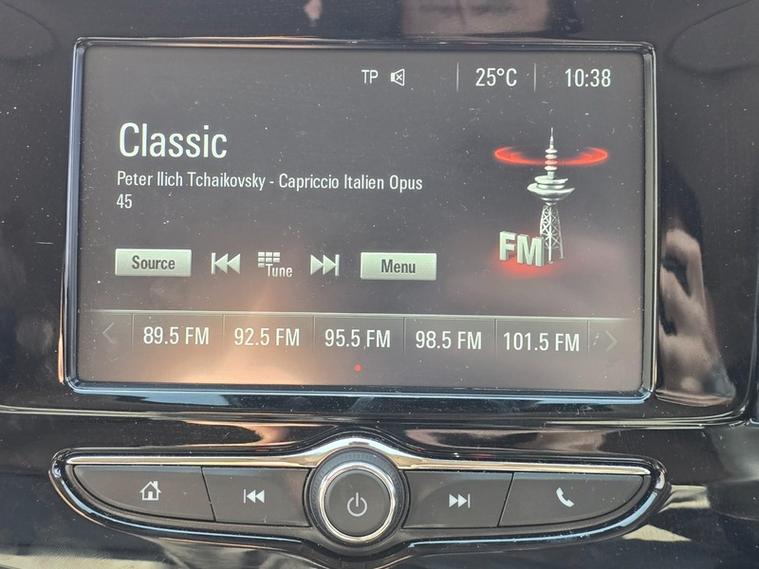 TP 25°C 10:38
Classic
Peter Ilich Tchaikovsky - Capriccio Italien Opus
45
FM
Source Tune Menu
89.5 FM 92.5 FM 95.5 FM 98.5 FM 101.5 FM